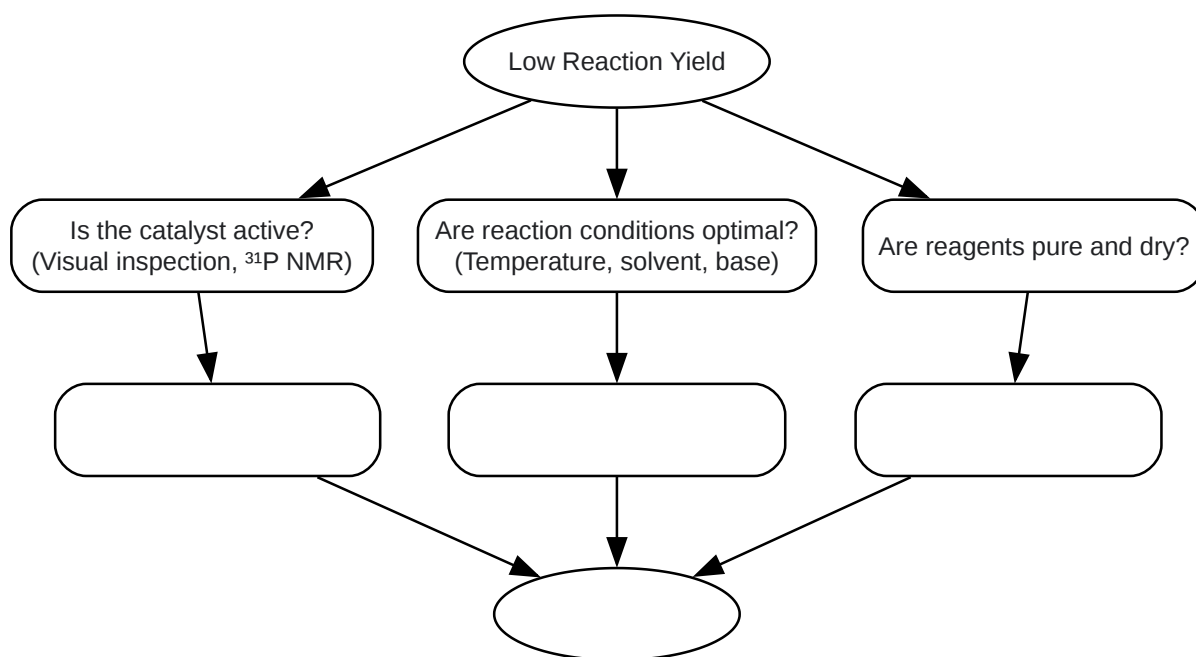 Low Reaction Yield
Is the catalyst active?
(Visual inspection, ³¹P NMR)
Are reaction conditions optimal?
(Temperature, solvent, base)
Are reagents pure and dry?